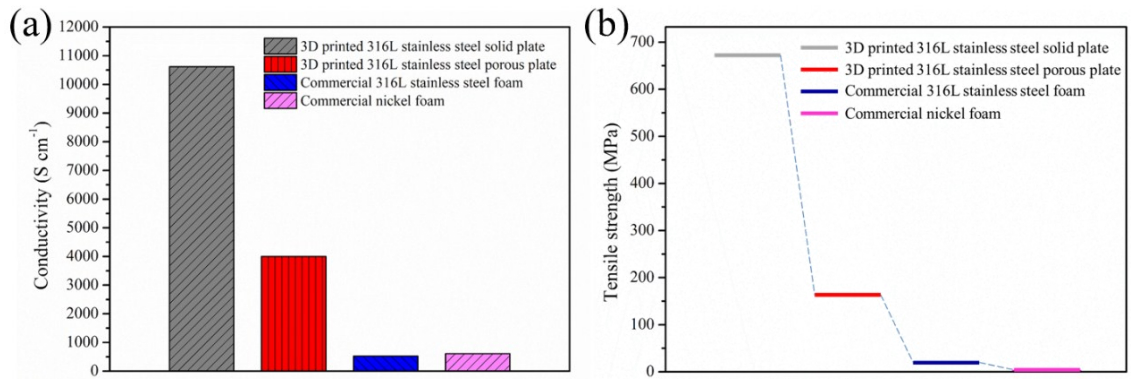 (a)
12000
11000
10000
9000
8000
7000
6000
5000
4000
3000
2000
1000
0
Conductivity (S cm⁻¹)
3D printed 316L stainless steel solid plate
3D printed 316L stainless steel porous plate
Commercial 316L stainless steel foam
Commercial nickel foam
(b)
700
600
500
400
300
200
100
0
Tensile strength (MPa)
3D printed 316L stainless steel solid plate
3D printed 316L stainless steel porous plate
Commercial 316L stainless steel foam
Commercial nickel foam